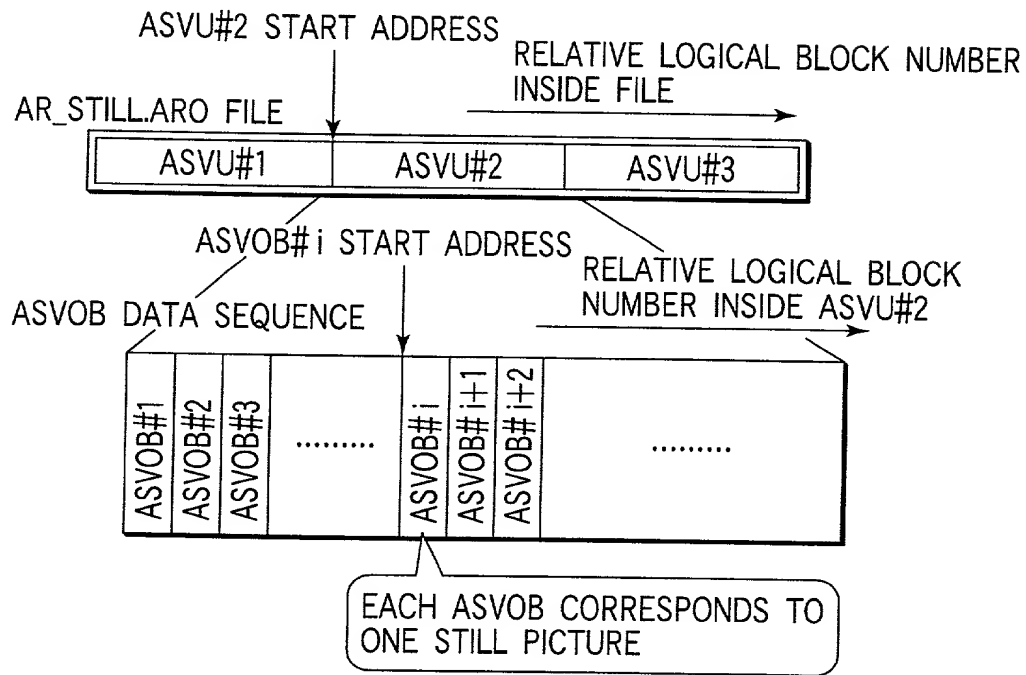 ASVU#2 START ADDRESS
RELATIVE LOGICAL BLOCK NUMBER
INSIDE FILE
AR_STILL.ARO FILE
ASVU#1
ASVU#2
ASVU#3
ASVOB# i START ADDRESS
RELATIVE LOGICAL BLOCK
NUMBER INSIDE ASVU#2
ASVOB DATA SEQUENCE
ASVOB#1
ASVOB#2
ASVOB#3
.........
ASVOB# i
ASVOB# i+1
ASVOB# i+2
.........
EACH ASVOB CORRESPONDS TO
ONE STILL PICTURE